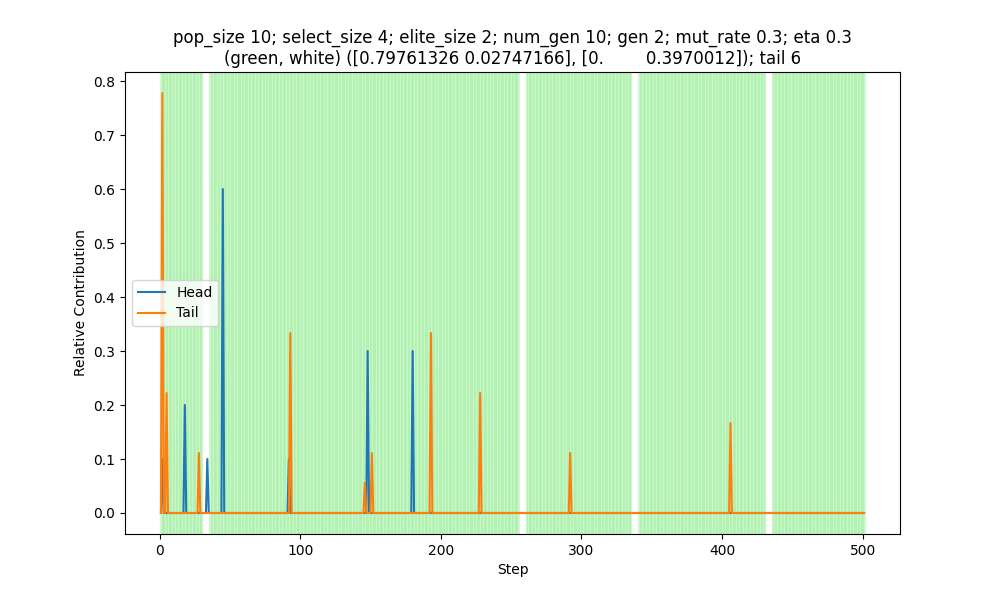 pop_size 10; select_size 4; elite_size 2; num_gen 10; gen 2; mut_rate 0.3; eta 0.3
(green, white) ([0.79761326 0.02747166], [0.        0.3970012]); tail 6
0.8
0.7
0.6
0.5
0.4
0.3
0.2
0.1
0.0
Relative Contribution
Head
Tail
0
100
200
300
400
500
Step